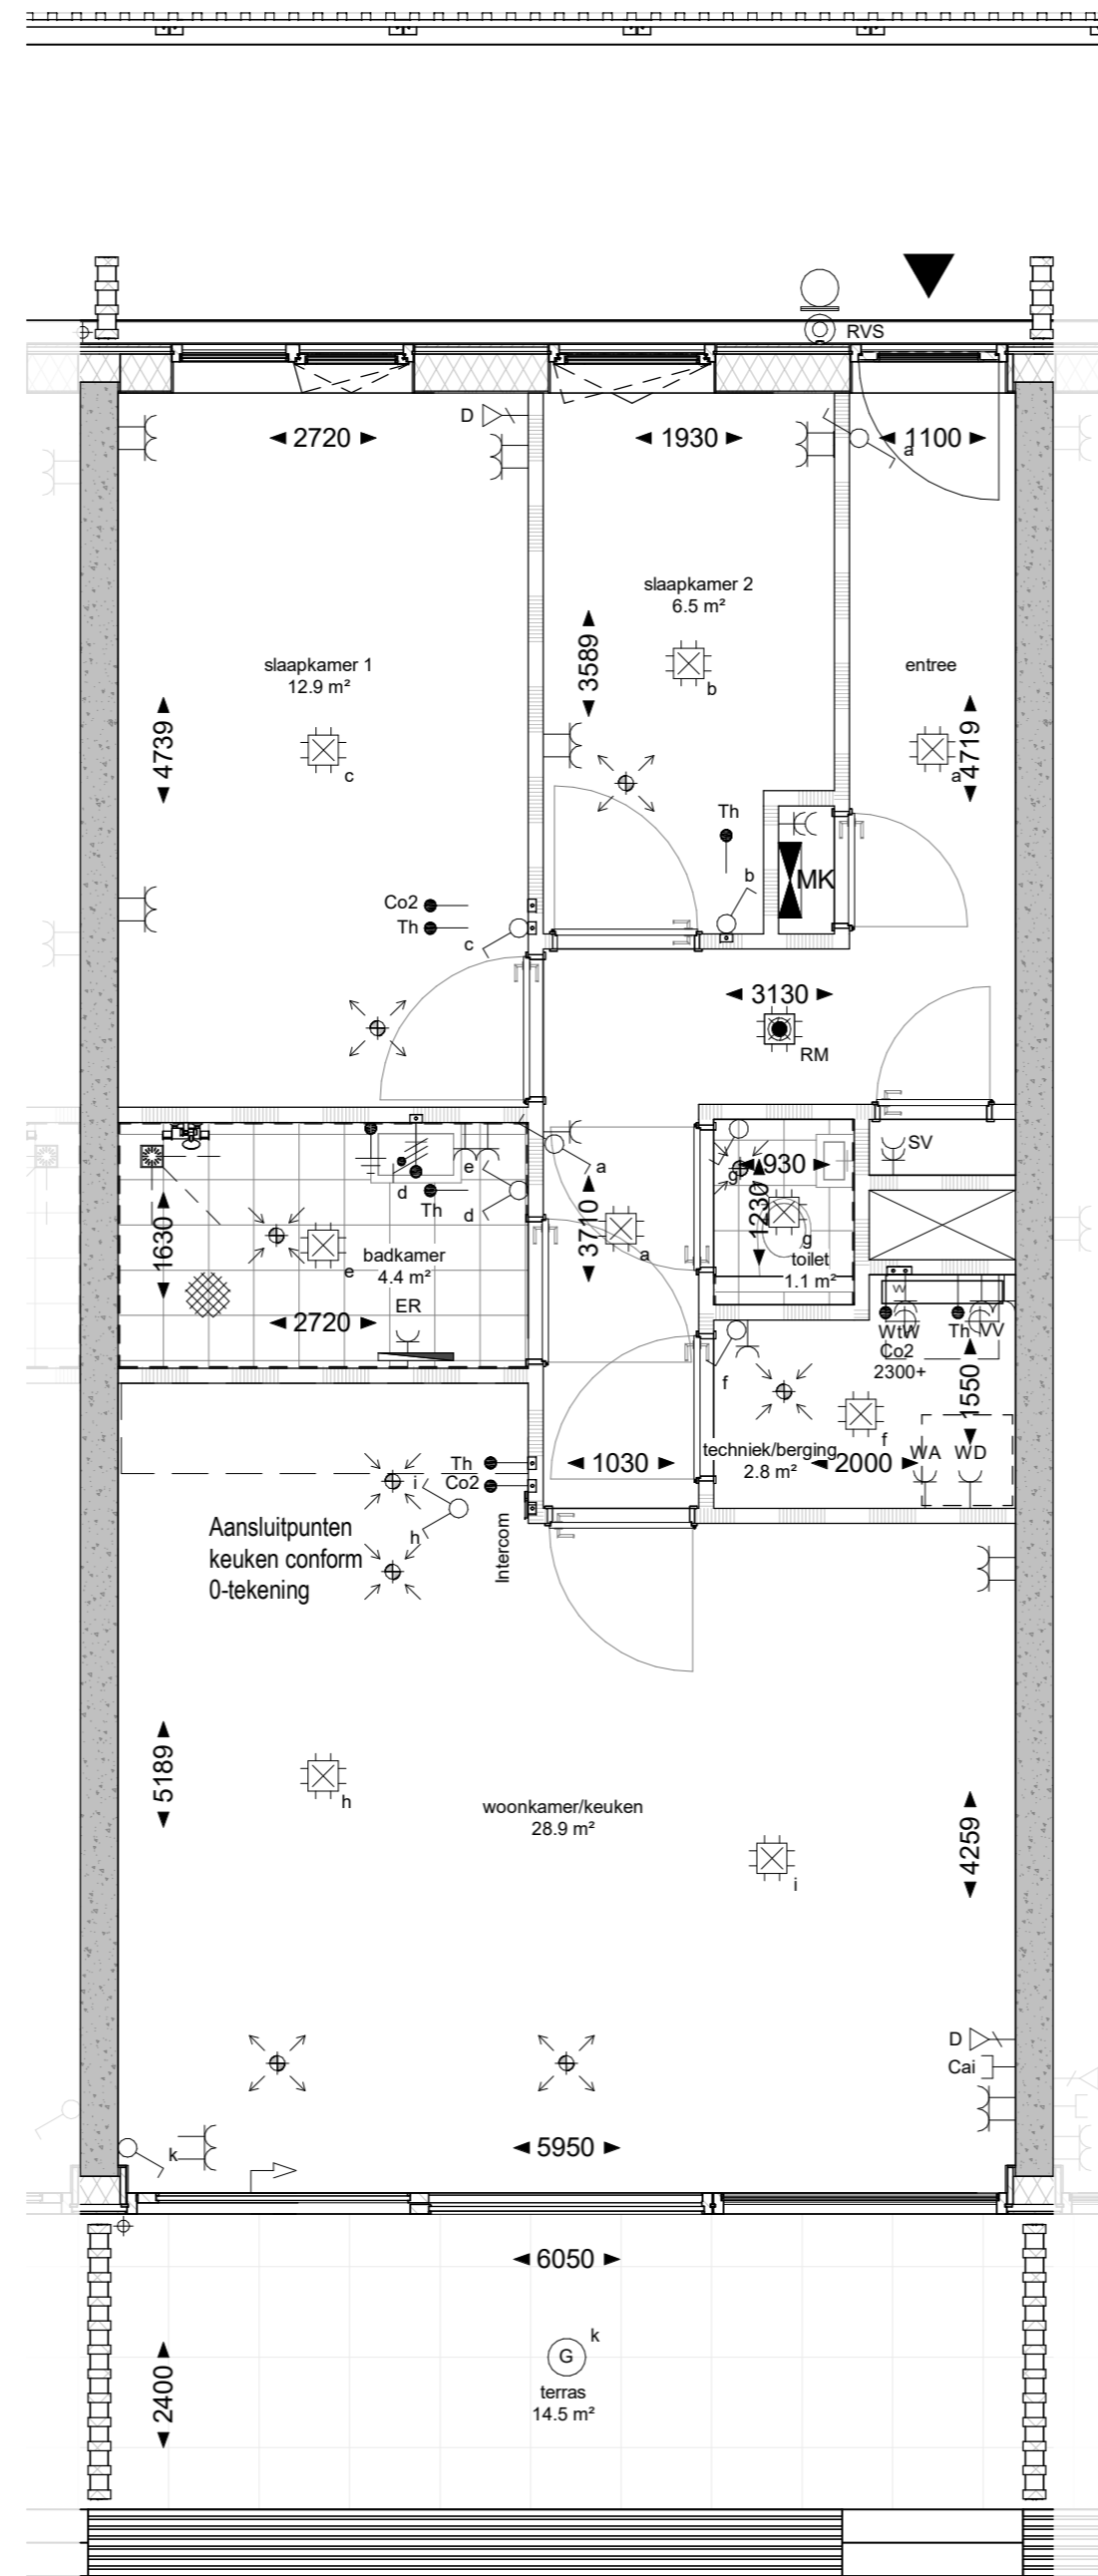 RVS
D
2720
1930
1100
a
slaapkamer 2
6.5 m²
slaapkamer 1
12.9 m²
entree
3589
b
4739
c
4719
a
Th
b
MK
Co2
Th
c
3130
RM
SV
a
e
d
Th
d
930
g
1230
g
toilet
1.1 m²
1630
e
badkamer
4.4 m²
ER
2720
3710
a
W
WtW
Co2
2300+
Th
VV
1550
f
f
techniek/berging
2.8 m²
2000
WA
WD
1030
Th
Co2
i
h
Intercom
Aansluitpunten
keuken conform
0-tekening
5189
h
woonkamer/keuken
28.9 m²
4259
i
D
Cai
k
5950
6050
k
G
terras
14.5 m²
2400